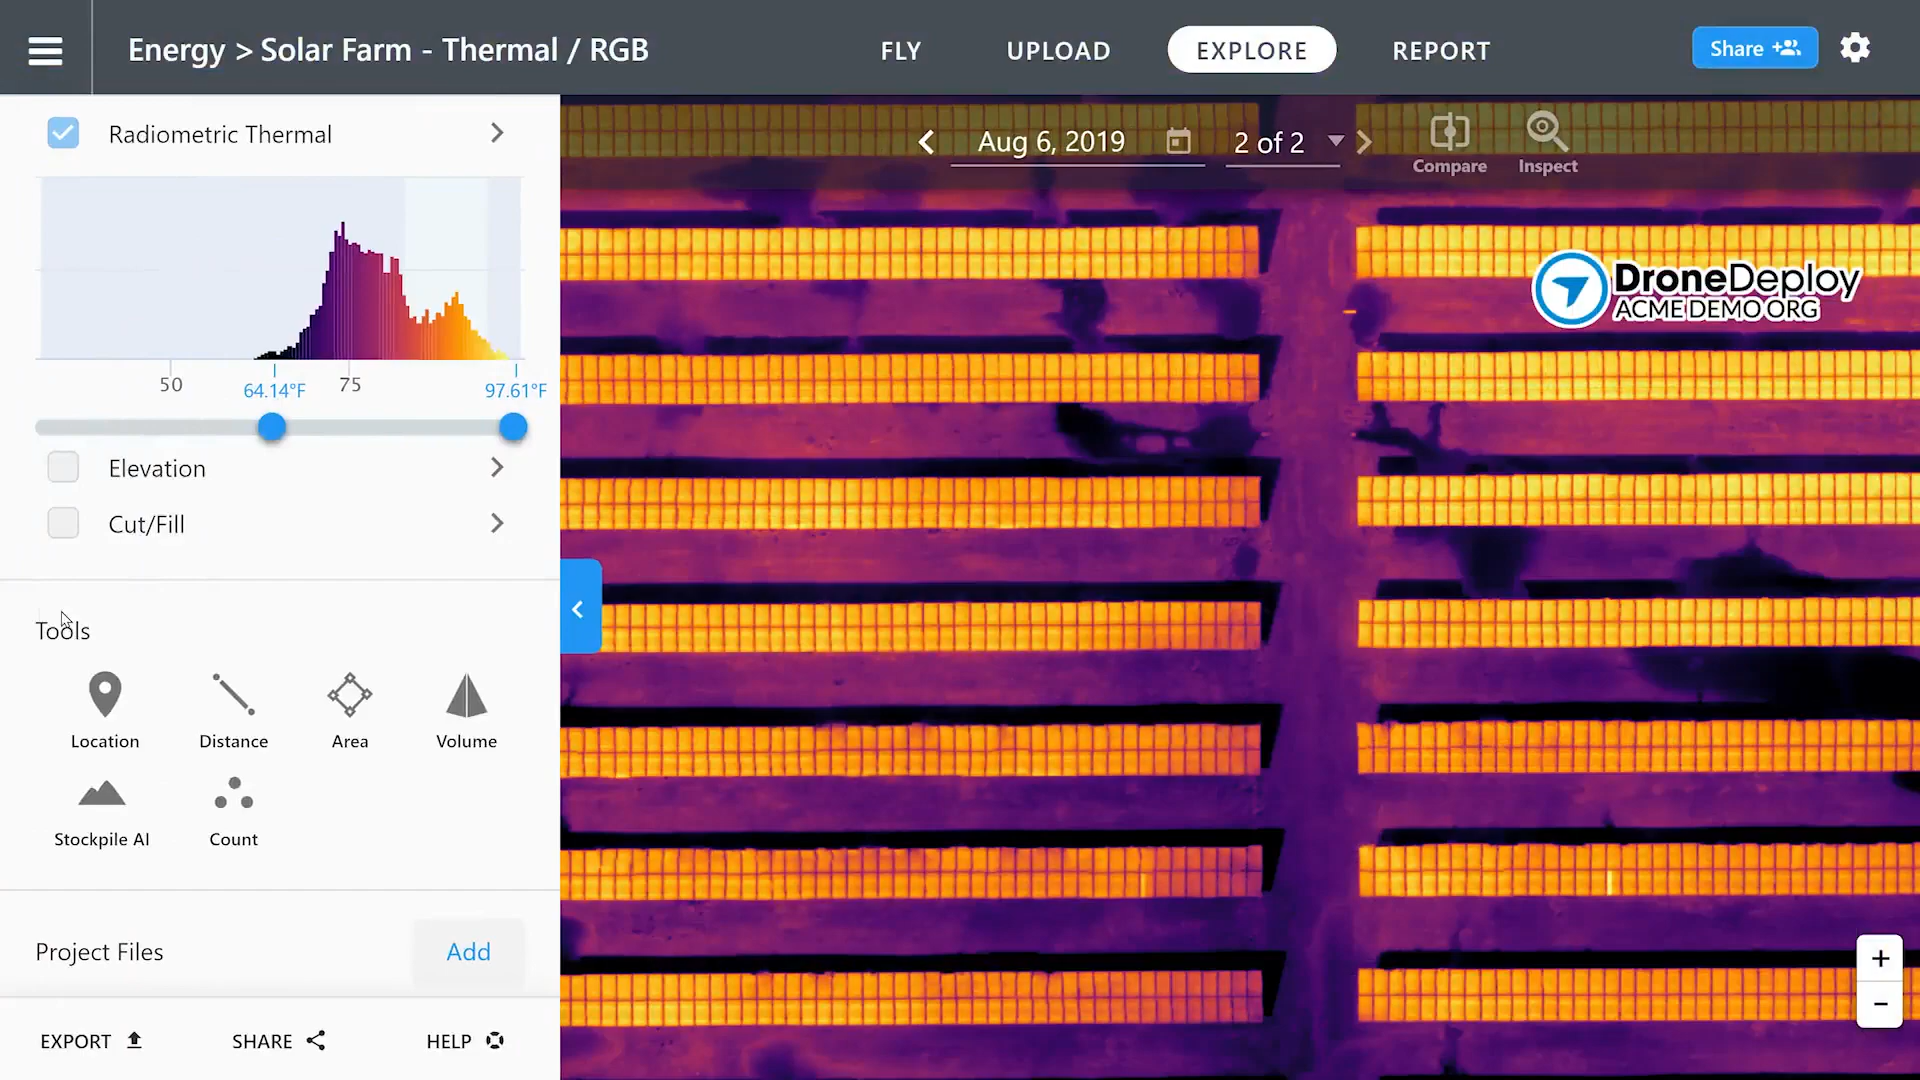 Energy > Solar Farm - Thermal / RGB
FLY
UPLOAD
EXPLORE
REPORT
Share
Radiometric Thermal
50
64.14°F
75
97.61°F
Elevation
Cut/Fill
Tools
Location
Distance
Area
Volume
Stockpile AI
Count
Project Files
Add
EXPORT
SHARE
HELP
Aug 6, 2019
2 of 2
Compare
Inspect
DroneDeploy
ACME DEMO ORG
+
−